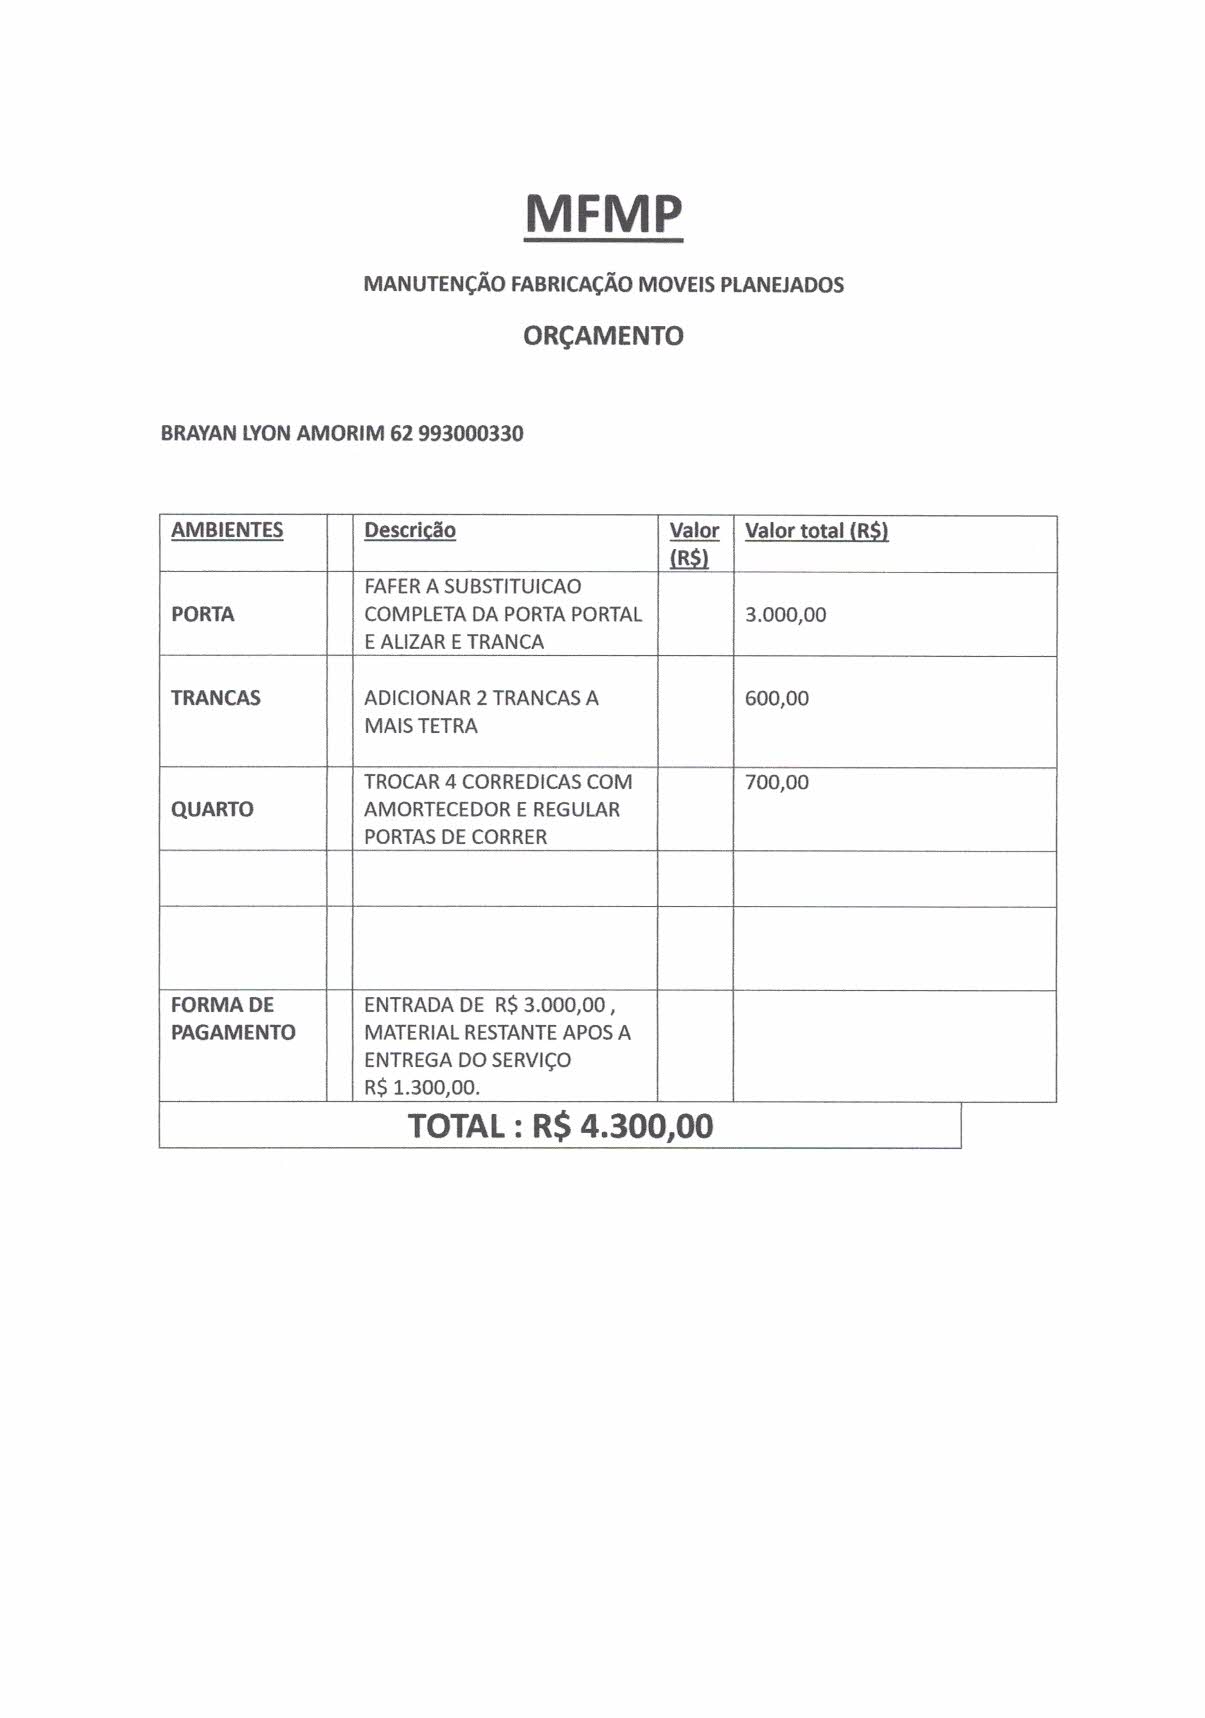 MFMP
MANUTENÇÃO FABRICAÇÃO MOVEIS PLANEJADOS
ORÇAMENTO
BRAYAN LYON AMORIM 62 993000330
AMBIENTES Descrição Valor (R$) Valor total (R$)
PORTA
FAFER A SUBSTITUICAO
COMPLETA DA PORTA PORTAL
E ALIZAR E TRANCA
3.000,00
TRANCAS
ADICIONAR 2 TRANCAS A
MAIS TETRA
600,00
QUARTO
TROCAR 4 CORREDICAS COM
AMORTECEDOR E REGULAR
PORTAS DE CORRER
700,00
FORMA DE
PAGAMENTO
ENTRADA DE R$ 3.000,00 ,
MATERIAL RESTANTE APOS A
ENTREGA DO SERVIÇO
R$ 1.300,00.
TOTAL : R$ 4.300,00